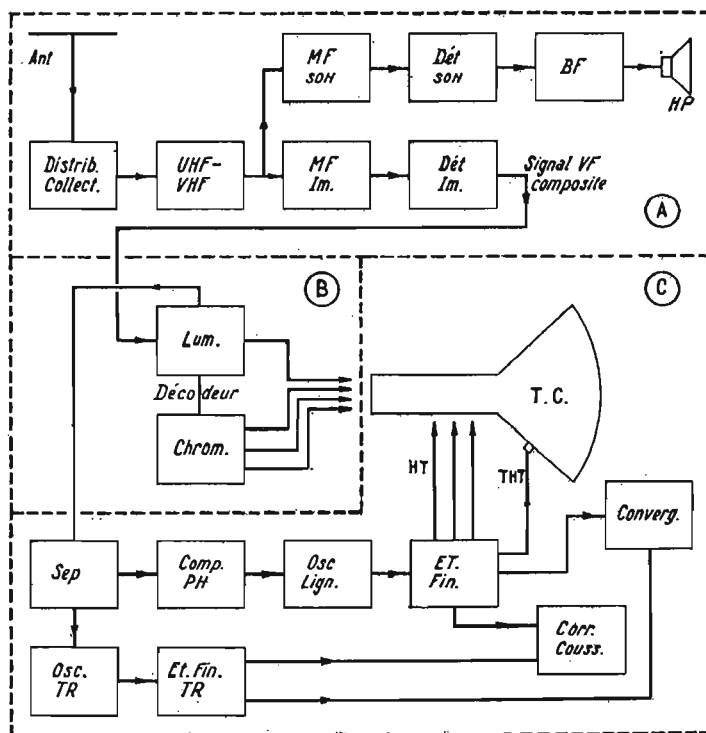 Ant
MF
SON
Dét
SON
BF
HP
Distrib.
Collect.
UHF-
VHF
MF
Im.
Dét
Im.
Signal VF
composite
A
B
C
Lum.
Décodeur
Chrom.
T.C.
HT
THT
Converg.
Sep
Comp.
PH
Osc
Lign.
ET.
Fin.
Corr.
Couss.
Osc.
TR
Et. Fin.
TR